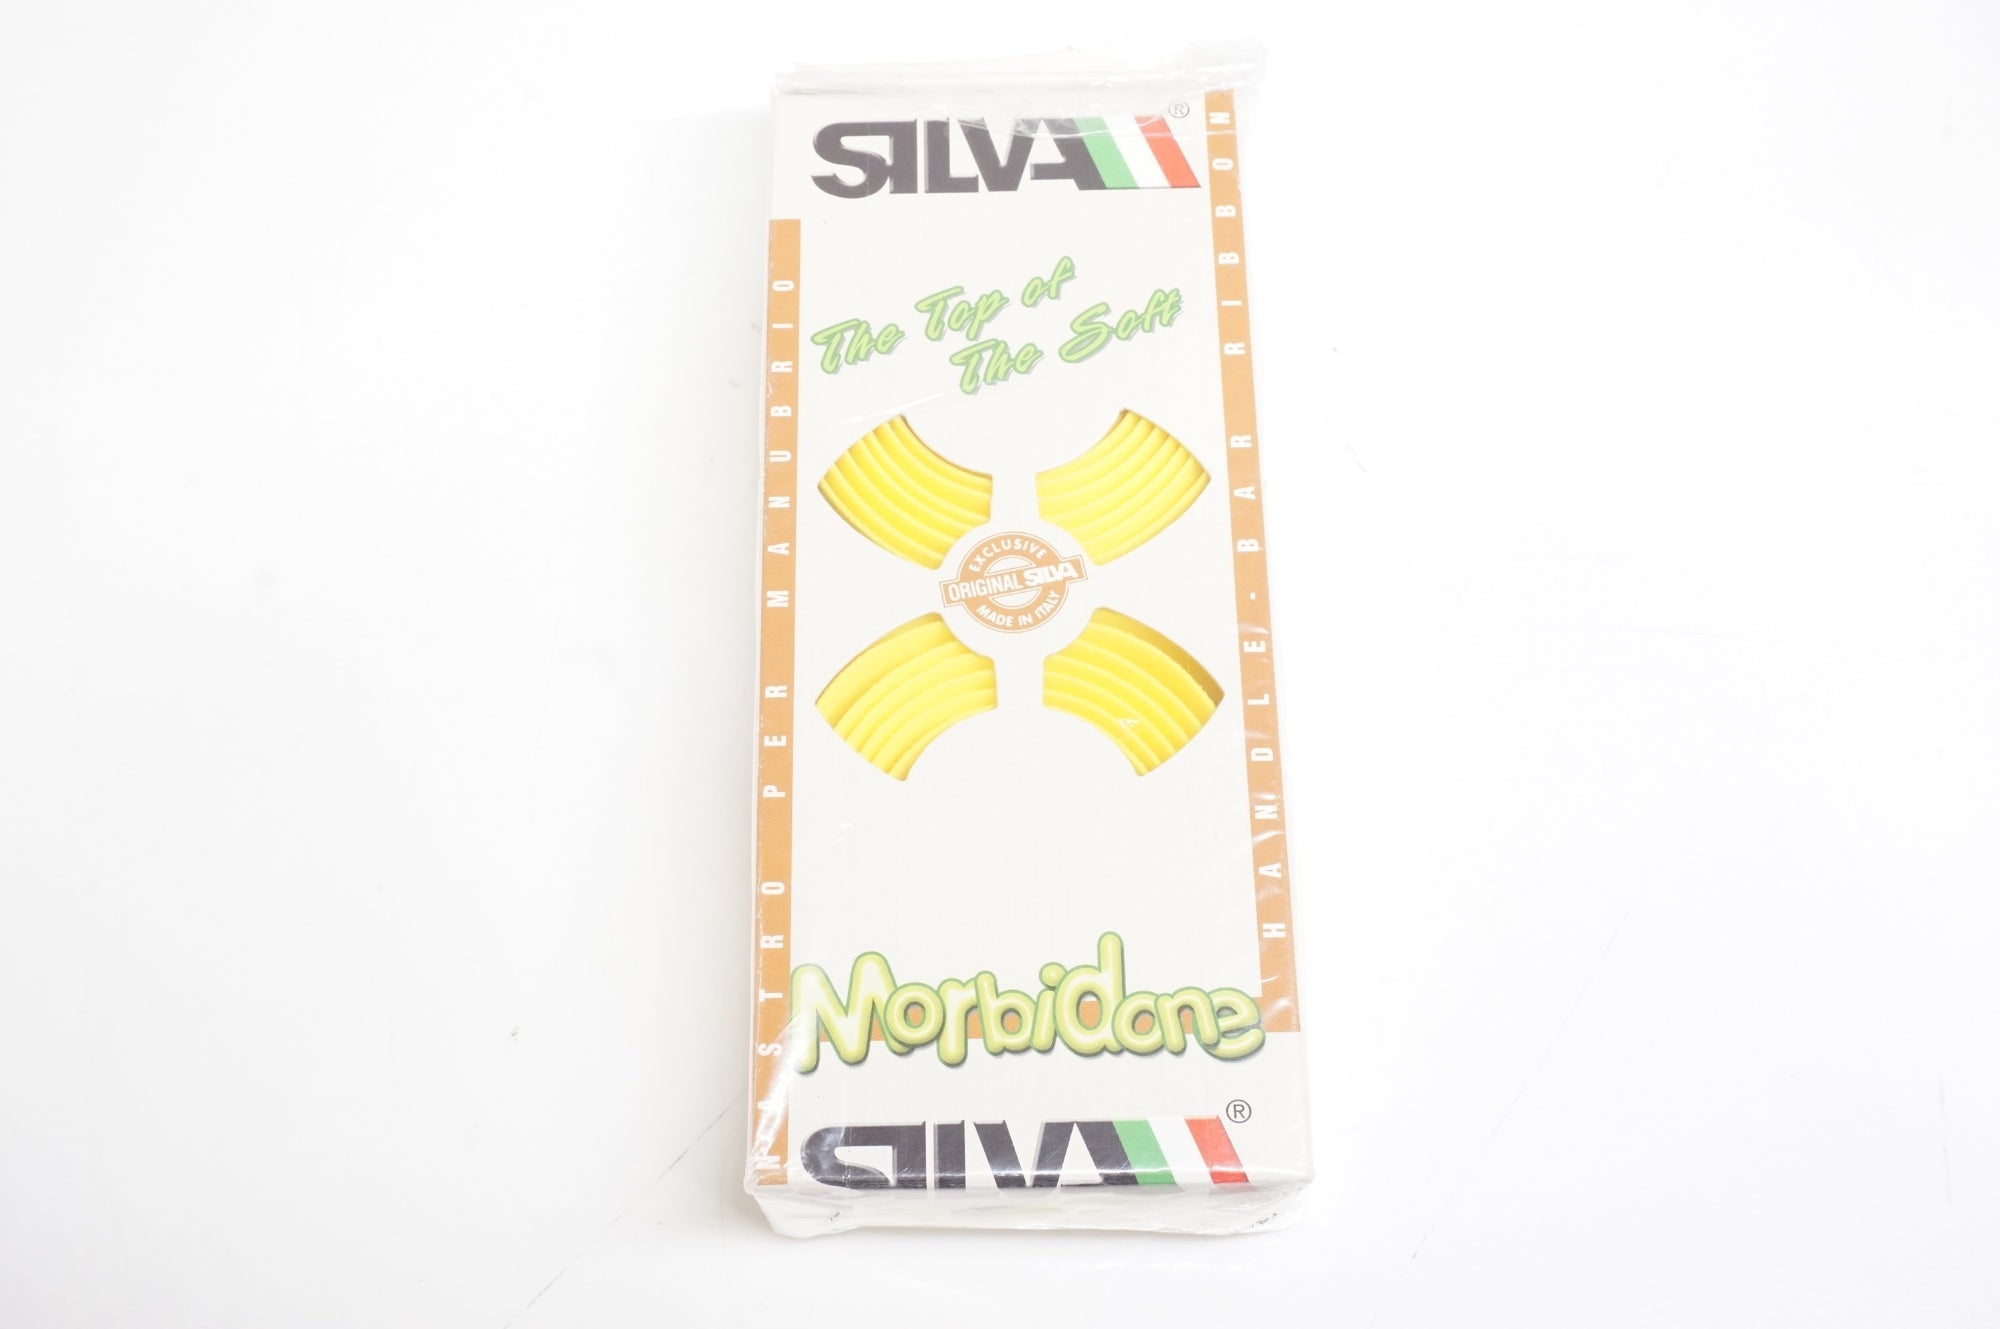 SILVA®
The Top of
The Soft
EXCLUSIVE
ORIGINAL SILVA
MADE IN ITALY
NASTRO PER MANUBRIO
HANDLE-BAR RIBBON
Morbidone
SILVA®